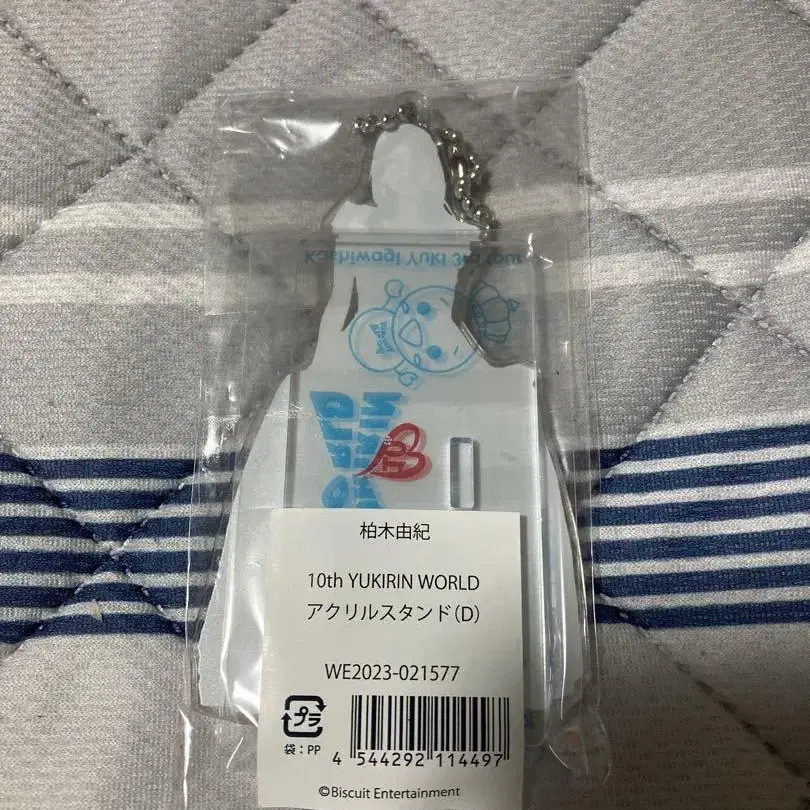 Kashiwagi Yuki 3rd Tour
柏木由紀
10th YUKIRIN WORLD
アクリルスタンド(D)
WE2023-021577
プラ
袋:PP
4 544292 114497
©Biscuit Entertainment